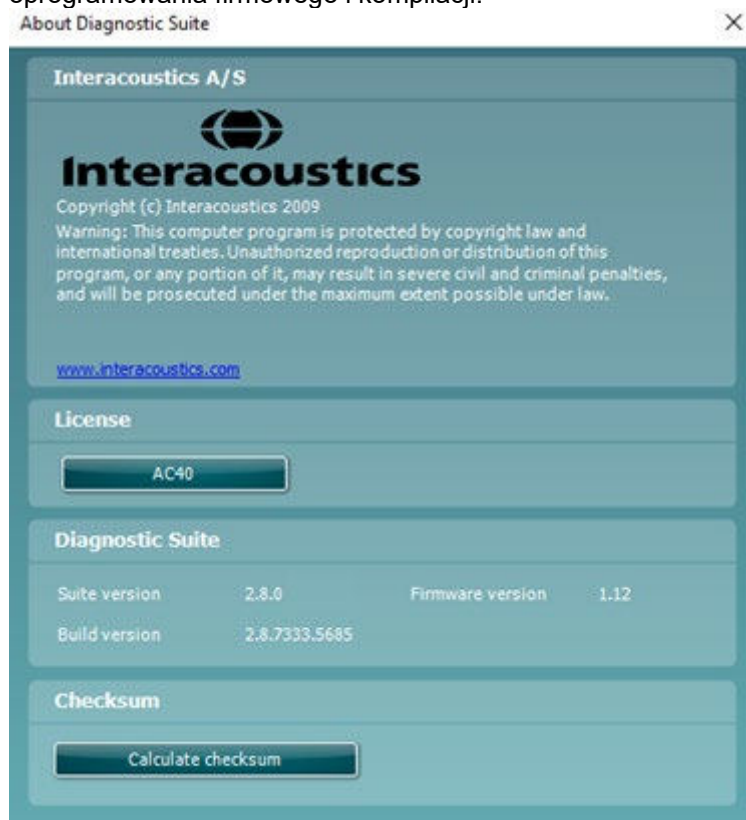 oprogramowania firmowego i kompilacji.
About Diagnostic Suite
Interacoustics A/S
Interacoustics
Copyright (c) Interacoustics 2009
Warning: This computer program is protected by copyright law and
international treaties. Unauthorized reproduction or distribution of this
program, or any portion of it, may result in severe civil and criminal penalties,
and will be prosecuted under the maximum extent possible under law.
www.interacoustics.com
License
AC40
Diagnostic Suite
Suite version 2.8.0 Firmware version 1.12
Build version 2.8.7333.5685
Checksum
Calculate checksum